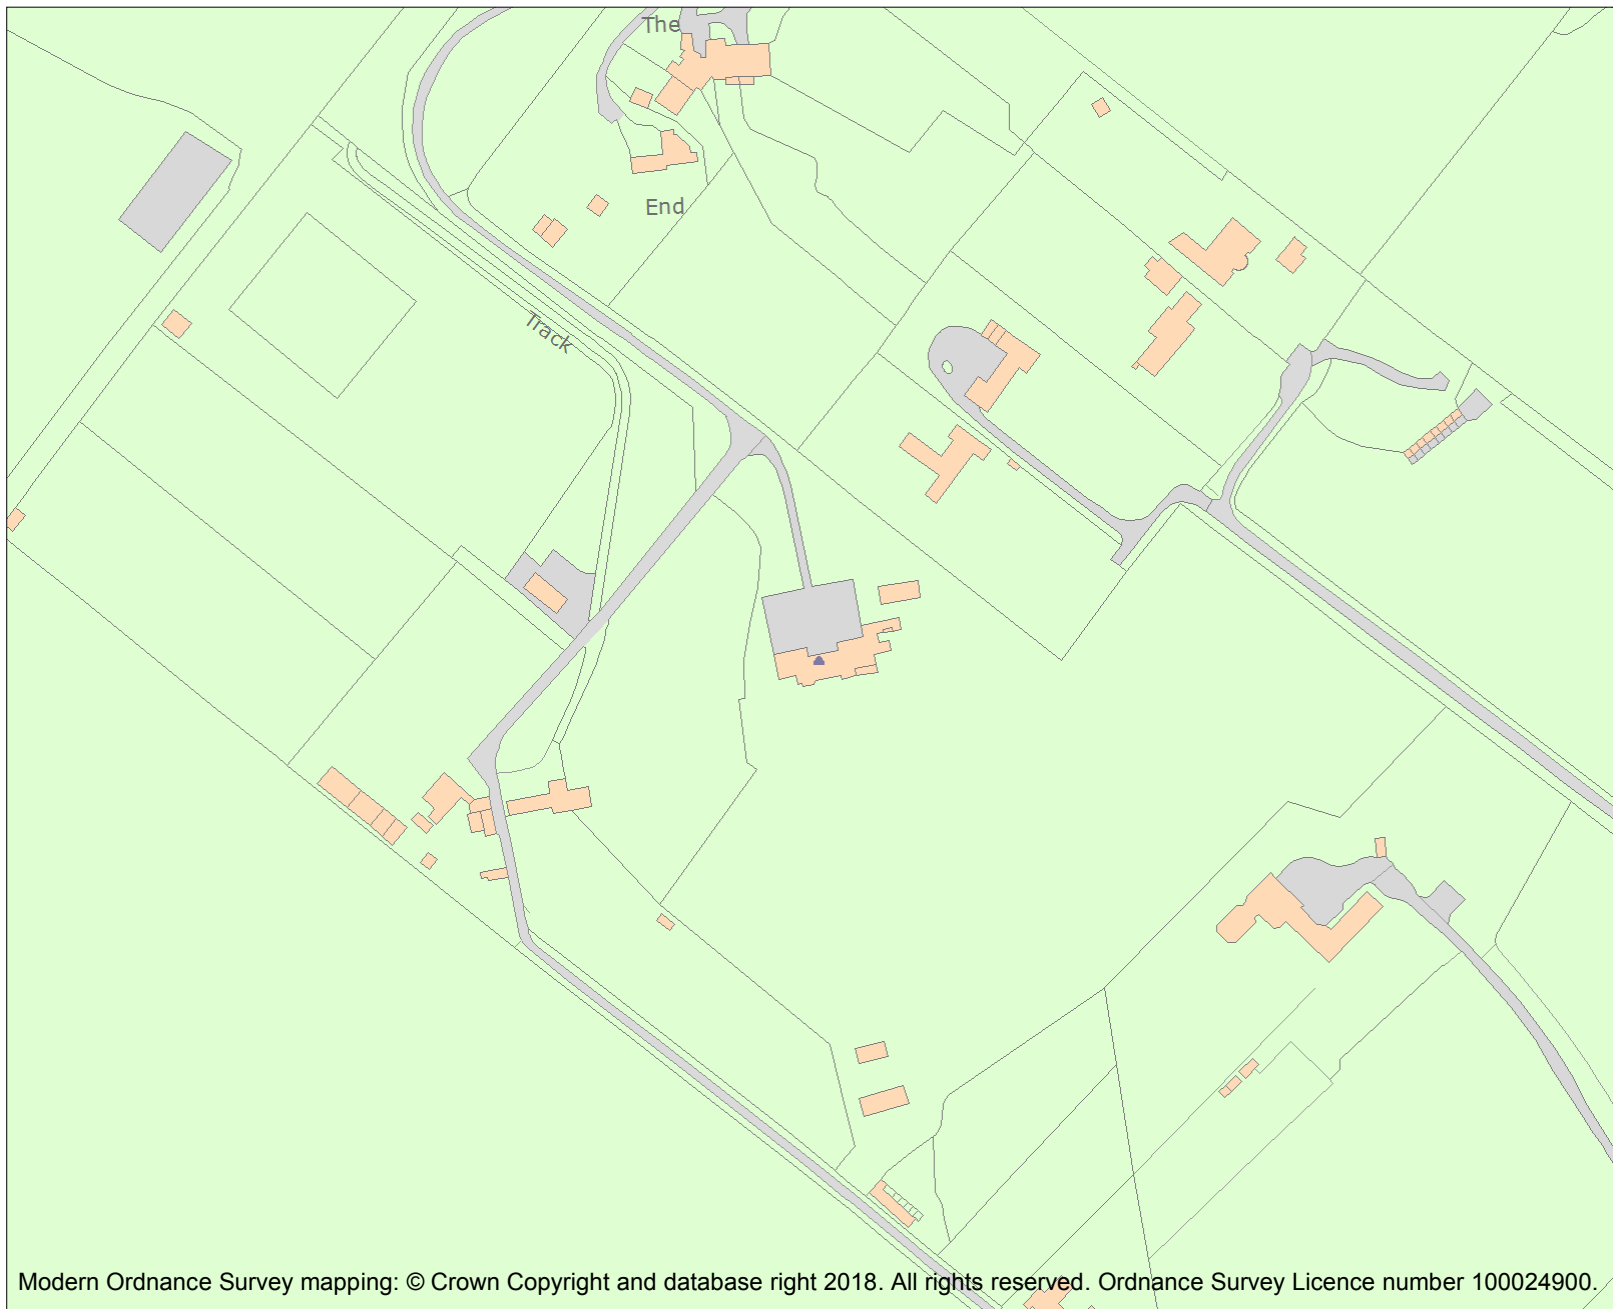 The
End
Track
Modern Ordnance Survey mapping: © Crown Copyright and database right 2018. All rights reserved. Ordnance Survey Licence number 100024900.